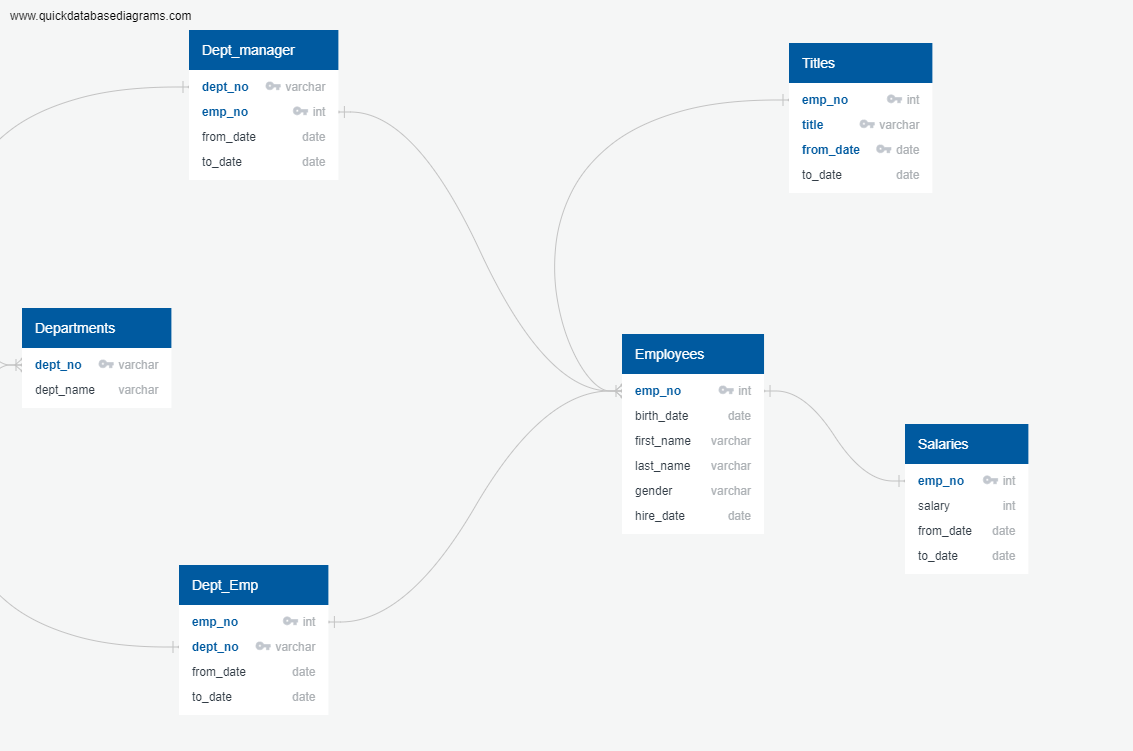 www.quickdatabasediagrams.com
Dept_manager
dept_no varchar
emp_no int
from_date date
to_date date
Titles
emp_no int
title varchar
from_date date
to_date date
Departments
dept_no varchar
dept_name varchar
Employees
emp_no int
birth_date date
first_name varchar
last_name varchar
gender varchar
hire_date date
Salaries
emp_no int
salary int
from_date date
to_date date
Dept_Emp
emp_no int
dept_no varchar
from_date date
to_date date